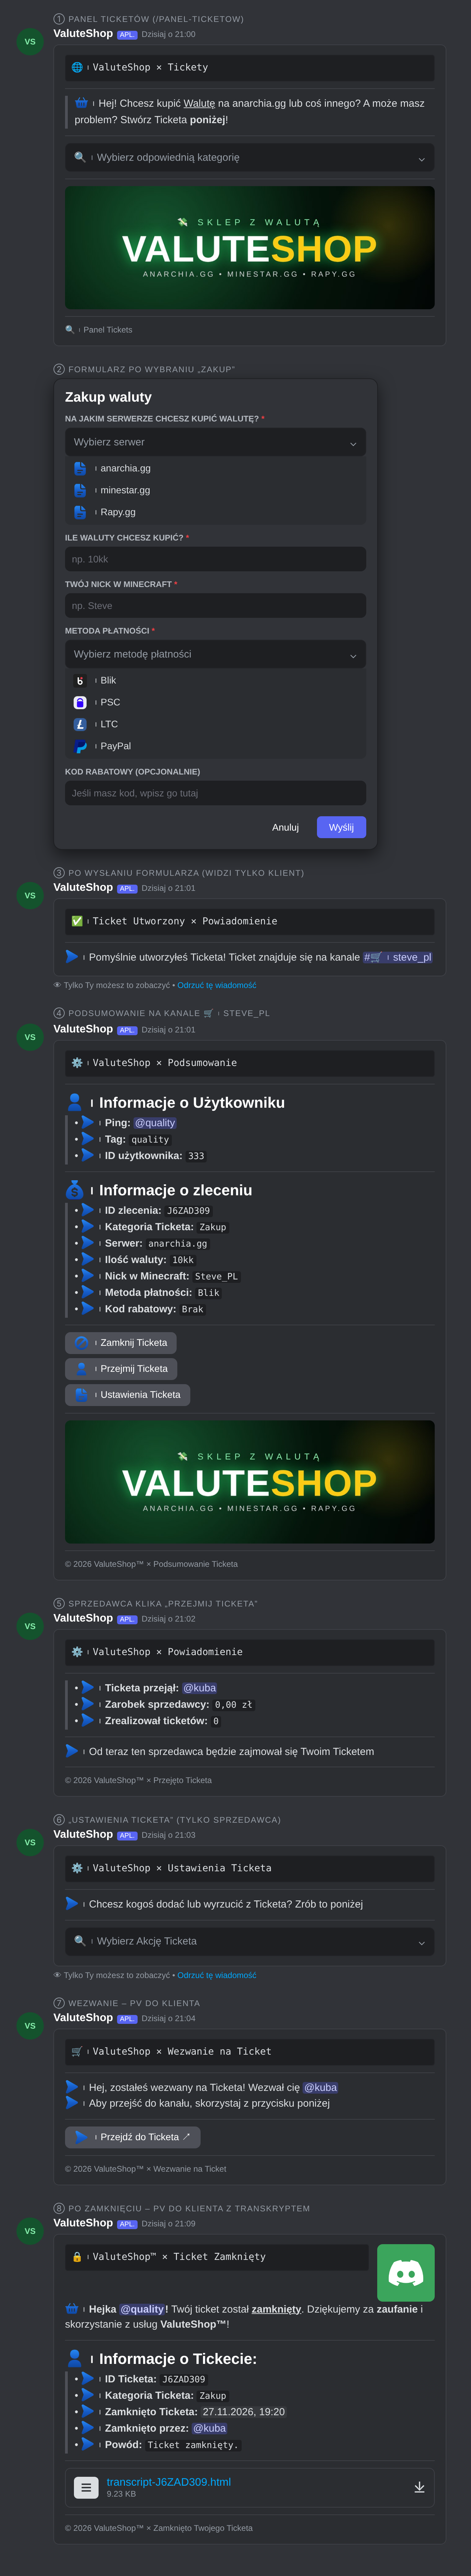 ① PANEL TICKETÓW (/PANEL-TICKETOW)
VS
ValuteShop APL. Dzisiaj o 21:00
🌐 ⏐ ValuteShop × Tickety
⏐ Hej! Chcesz kupić Walutę na anarchia.gg lub coś innego? A może masz
problem? Stwórz Ticketa poniżej!
🔍 ⏐ Wybierz odpowiednią kategorię
💸 SKLEP Z WALUTĄ
VALUTESHOP
ANARCHIA.GG • MINESTAR.GG • RAPY.GG
🔍 ⏐ Panel Tickets
② FORMULARZ PO WYBRANIU „ZAKUP”
Zakup waluty
NA JAKIM SERWERZE CHCESZ KUPIĆ WALUTĘ? *
Wybierz serwer
⏐ anarchia.gg
⏐ minestar.gg
⏐ Rapy.gg
ILE WALUTY CHCESZ KUPIĆ? *
np. 10kk
TWÓJ NICK W MINECRAFT *
np. Steve
METODA PŁATNOŚCI *
Wybierz metodę płatności
⏐ Blik
⏐ PSC
⏐ LTC
⏐ PayPal
KOD RABATOWY (OPCJONALNIE)
Jeśli masz kod, wpisz go tutaj
Anuluj Wyślij
③ PO WYSŁANIU FORMULARZA (WIDZI TYLKO KLIENT)
VS
ValuteShop APL. Dzisiaj o 21:01
✅ ⏐ Ticket Utworzony × Powiadomienie
⏐ Pomyślnie utworzyłeś Ticketa! Ticket znajduje się na kanale #🛒 ⏐ steve_pl
👁 Tylko Ty możesz to zobaczyć • Odrzuć tę wiadomość
④ PODSUMOWANIE NA KANALE 🛒 ⏐ STEVE_PL
VS
ValuteShop APL. Dzisiaj o 21:01
⚙️ ⏐ ValuteShop × Podsumowanie
⏐ Informacje o Użytkowniku
• ⏐ Ping: @quality
• ⏐ Tag: quality
• ⏐ ID użytkownika: 333
⏐ Informacje o zleceniu
• ⏐ ID zlecenia: J6ZAD309
• ⏐ Kategoria Ticketa: Zakup
• ⏐ Serwer: anarchia.gg
• ⏐ Ilość waluty: 10kk
• ⏐ Nick w Minecraft: Steve_PL
• ⏐ Metoda płatności: Blik
• ⏐ Kod rabatowy: Brak
⏐ Zamknij Ticketa
⏐ Przejmij Ticketa
⏐ Ustawienia Ticketa
💸 SKLEP Z WALUTĄ
VALUTESHOP
ANARCHIA.GG • MINESTAR.GG • RAPY.GG
© 2026 ValuteShop™ × Podsumowanie Ticketa
⑤ SPRZEDAWCA KLIKA „PRZEJMIJ TICKETA”
VS
ValuteShop APL. Dzisiaj o 21:02
⚙️ ⏐ ValuteShop × Powiadomienie
• ⏐ Ticketa przejął: @kuba
• ⏐ Zarobek sprzedawcy: 0,00 zł
• ⏐ Zrealizował ticketów: 0
⏐ Od teraz ten sprzedawca będzie zajmował się Twoim Ticketem
© 2026 ValuteShop™ × Przejęto Ticketa
⑥ „USTAWIENIA TICKETA” (TYLKO SPRZEDAWCA)
VS
ValuteShop APL. Dzisiaj o 21:03
⚙️ ⏐ ValuteShop × Ustawienia Ticketa
⏐ Chcesz kogoś dodać lub wyrzucić z Ticketa? Zrób to poniżej
🔍 ⏐ Wybierz Akcję Ticketa
👁 Tylko Ty możesz to zobaczyć • Odrzuć tę wiadomość
⑦ WEZWANIE – PV DO KLIENTA
VS
ValuteShop APL. Dzisiaj o 21:04
🛒 ⏐ ValuteShop × Wezwanie na Ticket
⏐ Hej, zostałeś wezwany na Ticketa! Wezwał cię @kuba
⏐ Aby przejść do kanału, skorzystaj z przycisku poniżej
⏐ Przejdź do Ticketa ↗
© 2026 ValuteShop™ × Wezwanie na Ticket
⑧ PO ZAMKNIĘCIU – PV DO KLIENTA Z TRANSKRYPTEM
VS
ValuteShop APL. Dzisiaj o 21:09
🔒 ⏐ ValuteShop™ × Ticket Zamknięty
⏐ Hejka @quality! Twój ticket został zamknięty. Dziękujemy za zaufanie i
skorzystanie z usług ValuteShop™!
⏐ Informacje o Tickecie:
• ⏐ ID Ticketa: J6ZAD309
• ⏐ Kategoria Ticketa: Zakup
• ⏐ Zamknięto Ticketa: 27.11.2026, 19:20
• ⏐ Zamknięto przez: @kuba
• ⏐ Powód: Ticket zamknięty.
transcript-J6ZAD309.html
9.23 KB
© 2026 ValuteShop™ × Zamknięto Twojego Ticketa